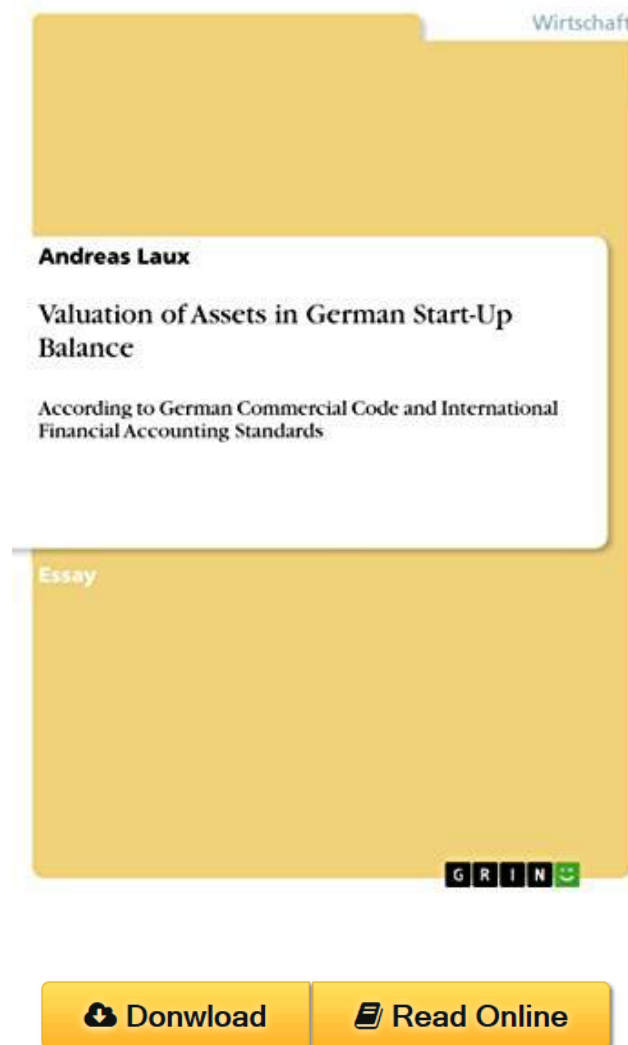 Wirtschaft
Andreas Laux
Valuation of Assets in German Start-Up
Balance
According to German Commercial Code and International
Financial Accounting Standards
Essay
GRIN
Donwload
Read Online